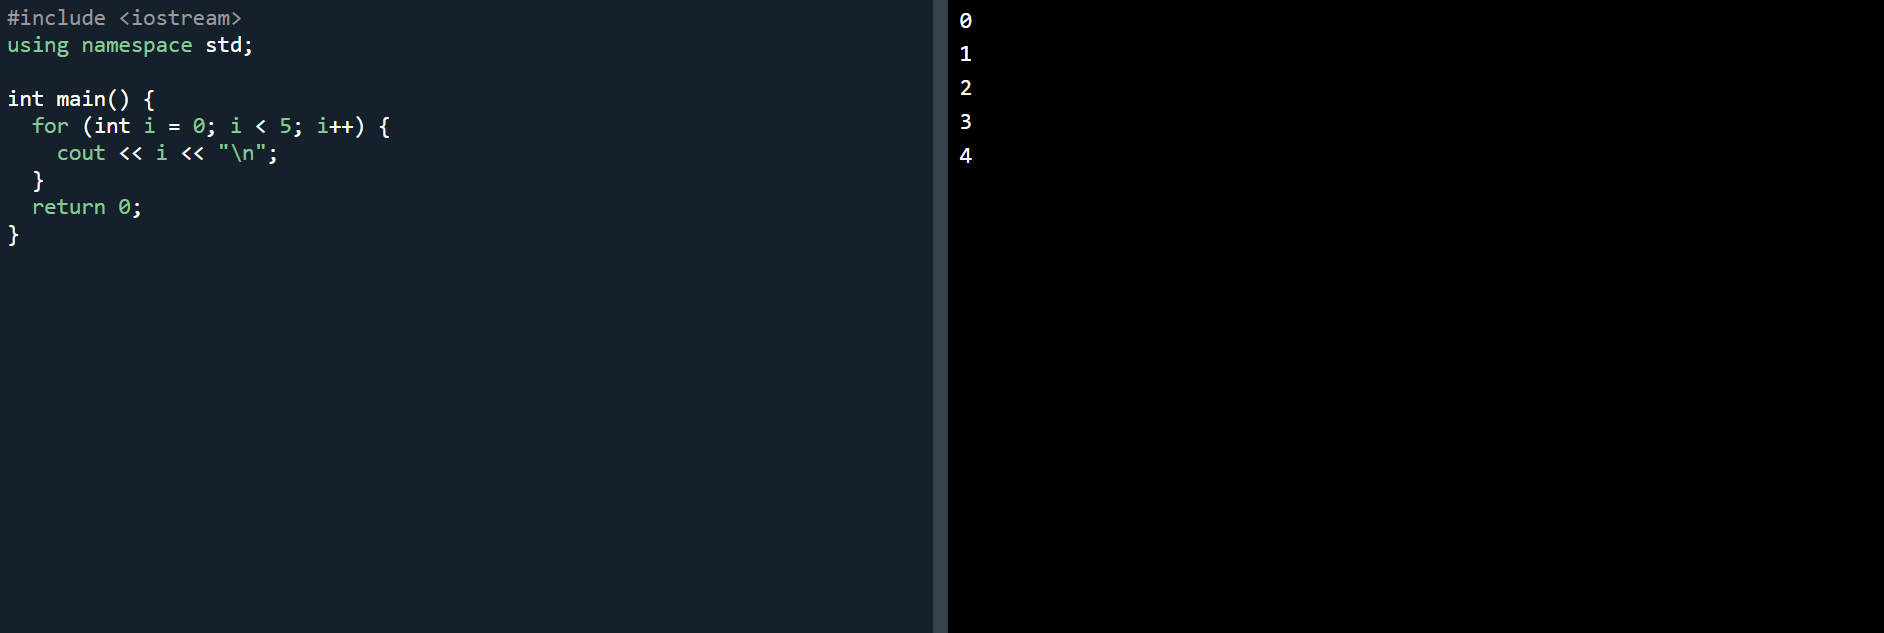 #include <iostream>
using namespace std;

int main() {
  for (int i = 0; i < 5; i++) {
    cout << i << "\n";
  }
  return 0;
}
0
1
2
3
4